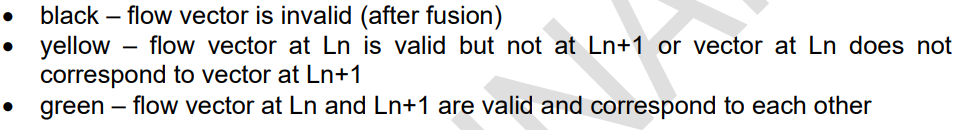 • black – flow vector is invalid (after fusion)
• yellow – flow vector at Ln is valid but not at Ln+1 or vector at Ln does not
correspond to vector at Ln+1
• green – flow vector at Ln and Ln+1 are valid and correspond to each other